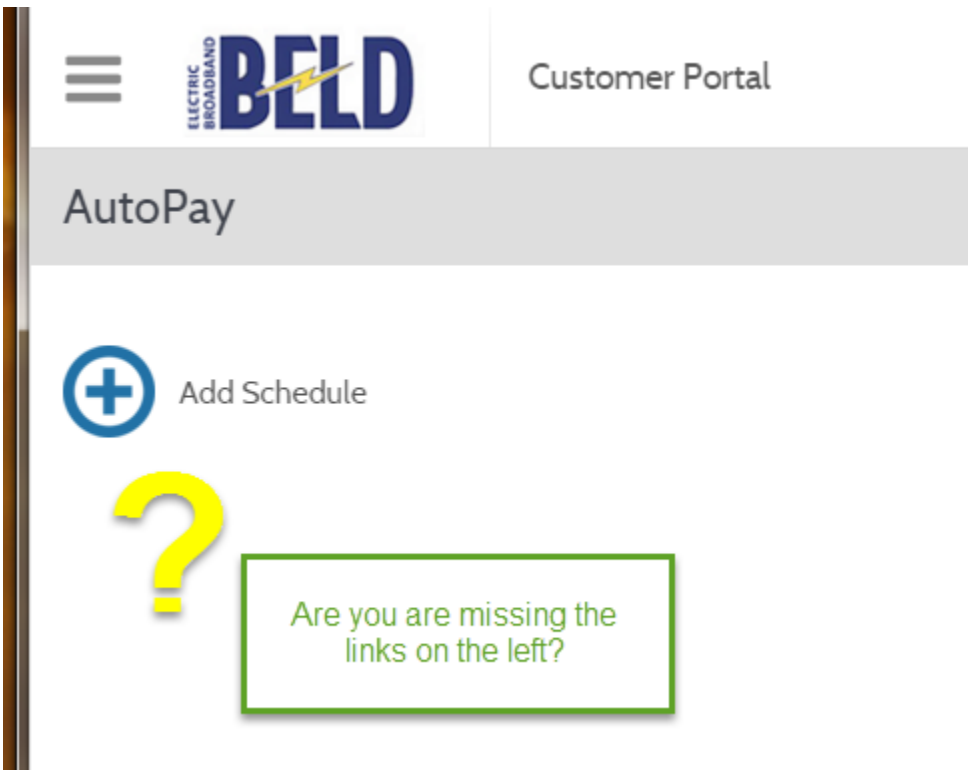 ELECTRIC
BROADBAND
BELD
Customer Portal
AutoPay
Add Schedule
?
Are you are missing the
links on the left?